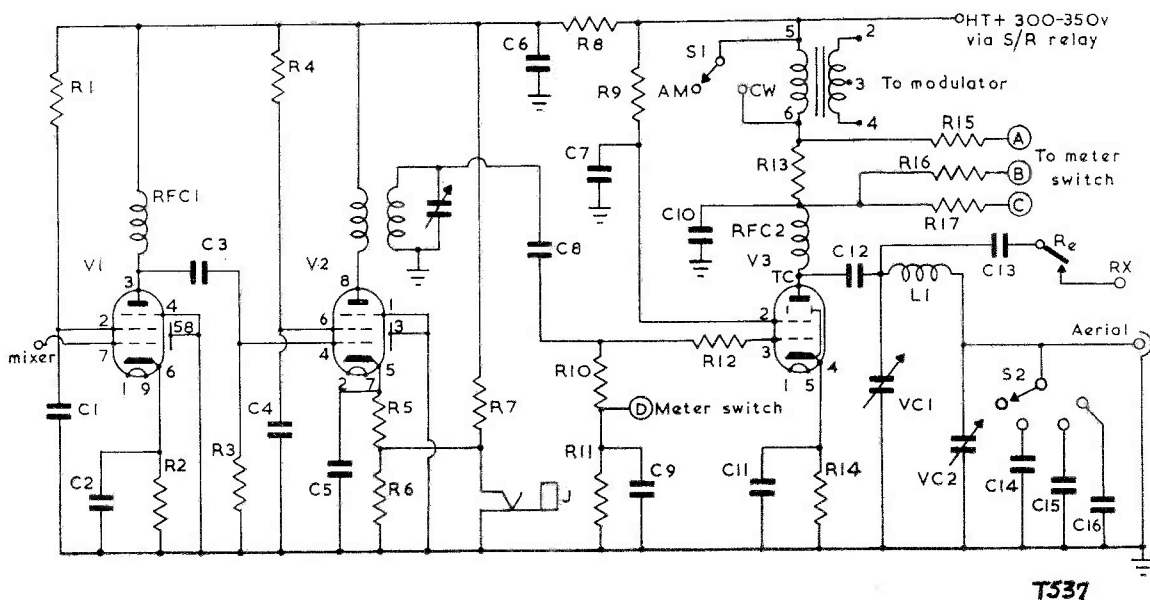 C6
R8
HT+ 300-350v
via S/R relay
R1
R4
S1
5
2
AM
CW
3
To modulator
6
4
R9
R15
A
C7
R13
R16
B
To meter
switch
R17
C
RFC1
C10
RFC2
C3
C8
V1
V2
V3
TC
C12
C13
Re
RX
L1
3
4
2
58
7
6
1 9
mixer
8
1
6
3
4
5
2 7
2
3
4
1 5
R12
R10
D Meter switch
Aerial
S2
VC1
VC2
C1
C2
R2
R3
C4
C5
R5
R6
R7
J
R11
C9
C11
R14
C14
C15
C16
T537